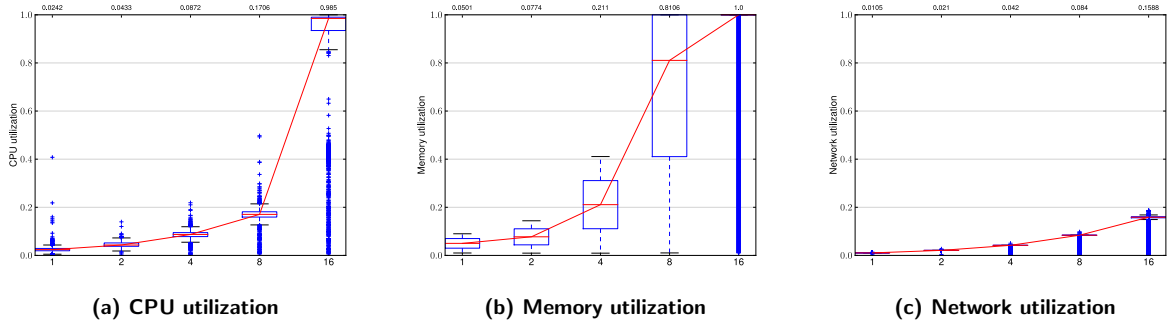 0.0242 0.0433 0.0872 0.1706 0.985
1.0
0.8
0.6
0.4
0.2
0.0
CPU utilization
1 2 4 8 16
(a) CPU utilization
0.0501 0.0774 0.211 0.8106 1.0
1.0
0.8
0.6
0.4
0.2
0.0
Memory utilization
1 2 4 8 16
(b) Memory utilization
0.0105 0.021 0.042 0.084 0.1588
1.0
0.8
0.6
0.4
0.2
0.0
Network utilization
1 2 4 8 16
(c) Network utilization